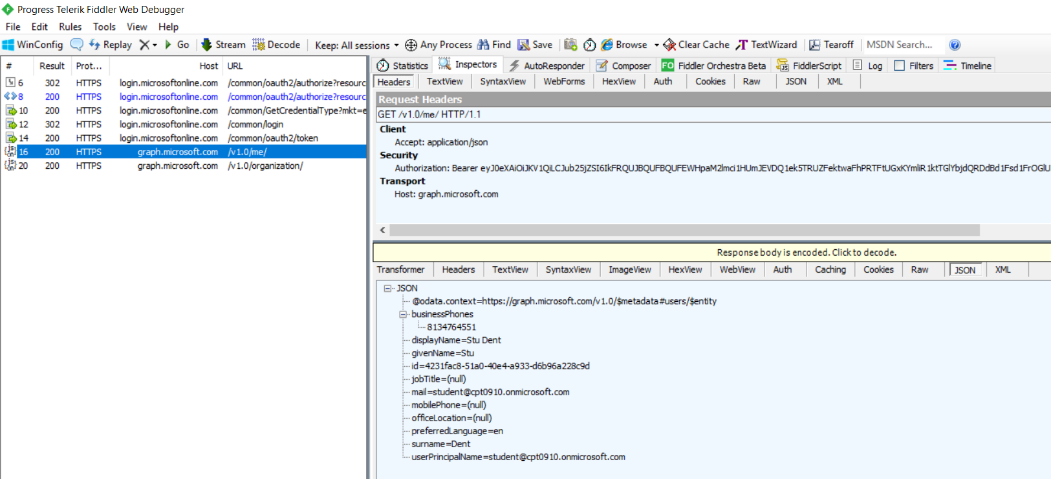 Progress Telerik Fiddler Web Debugger
File Edit Rules Tools View Help
WinConfig Replay X Go Stream Decode Keep: All sessions Any Process Find Save Browse Clear Cache TextWizard Tearoff MSDN Search...
# Result Prot... Host URL
6 302 HTTPS login.microsoftonline.com /common/oauth2/authorize?resourc
8 200 HTTPS login.microsoftonline.com /common/oauth2/authorize?resourc
10 200 HTTPS login.microsoftonline.com /common/GetCredentialType?mkt=e
12 302 HTTPS login.microsoftonline.com /common/login
14 200 HTTPS login.microsoftonline.com /common/oauth2/token
16 200 HTTPS graph.microsoft.com /v1.0/me/
20 200 HTTPS graph.microsoft.com /v1.0/organization/
Statistics Inspectors AutoResponder Composer FO Fiddler Orchestra Beta FiddlerScript Log Filters Timeline
Headers TextView SyntaxView WebForms HexView Auth Cookies Raw JSON XML
Request Headers
GET /v1.0/me/ HTTP/1.1
Client
Accept: application/json
Security
Authorization: Bearer
Transport
Host: graph.microsoft.com
Response body is encoded. Click to decode.
Transformer Headers TextView SyntaxView ImageView HexView WebView Auth Caching Cookies Raw JSON XML
JSON
@odata.context=https://graph.microsoft.com/v1.0/$metadata#users/$entity
businessPhones
8134764551
displayName=Stu Dent
givenName=Stu
id=4231fac8-51a0-40e4-a933-d6b96a228c9d
jobTitle=(null)
mail=student@cpt0910.onmicrosoft.com
mobilePhone=(null)
officeLocation=(null)
preferredLanguage=en
surname=Dent
userPrincipalName=student@cpt0910.onmicrosoft.com